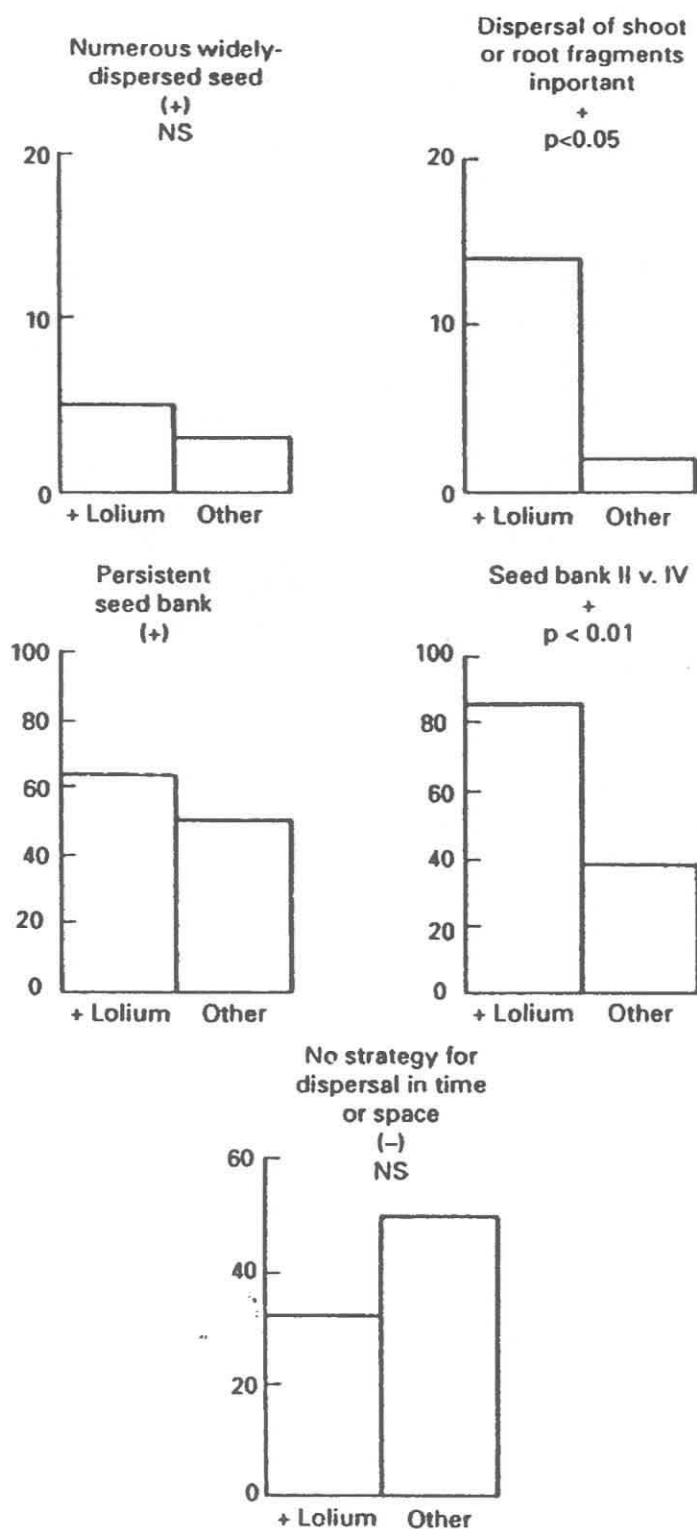 Numerous widely-
dispersed seed
(+)
NS
20
10
0
+ Lolium Other
Dispersal of shoot
or root fragments
inportant
+
p<0.05
20
10
0
+ Lolium Other
Persistent
seed bank
(+)
100
80
60
40
20
0
+ Lolium Other
Seed bank II v. IV
+
p < 0.01
100
80
60
40
20
0
+ Lolium Other
No strategy for
dispersal in time
or space
(–)
NS
60
40
20
0
+ Lolium Other